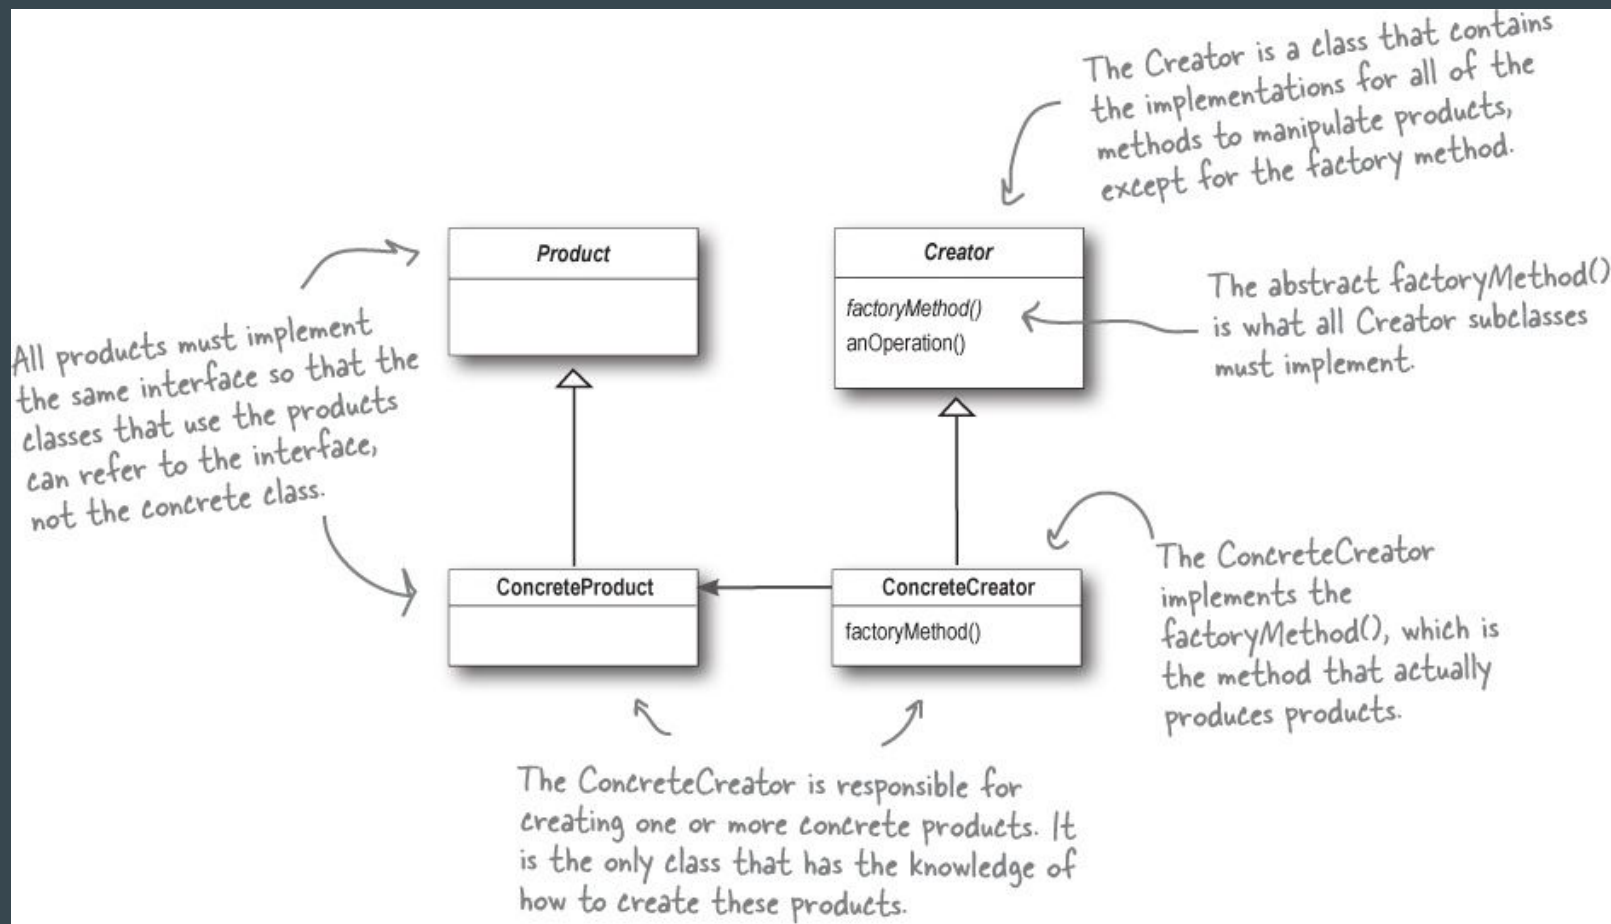 The Creator is a class that contains
the implementations for all of the
methods to manipulate products,
except for the factory method.
Product
Creator
factoryMethod()
anOperation()
The abstract factoryMethod()
is what all Creator subclasses
must implement.
All products must implement
the same interface so that the
classes that use the products
can refer to the interface,
not the concrete class.
ConcreteProduct
ConcreteCreator
factoryMethod()
The ConcreteCreator
implements the
factoryMethod(), which is
the method that actually
produces products.
The ConcreteCreator is responsible for
creating one or more concrete products. It
is the only class that has the knowledge of
how to create these products.